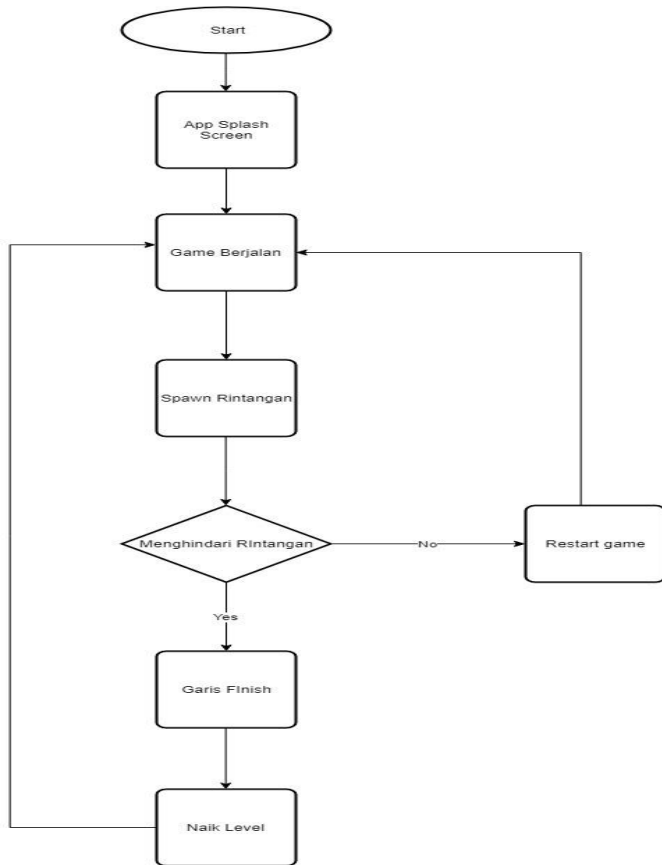 Start
App Splash
Screen
Game Berjalan
Spawn Rintangan
Menghindari RIntangan
No
Restart game
Yes
Garis FInish
Naik Level